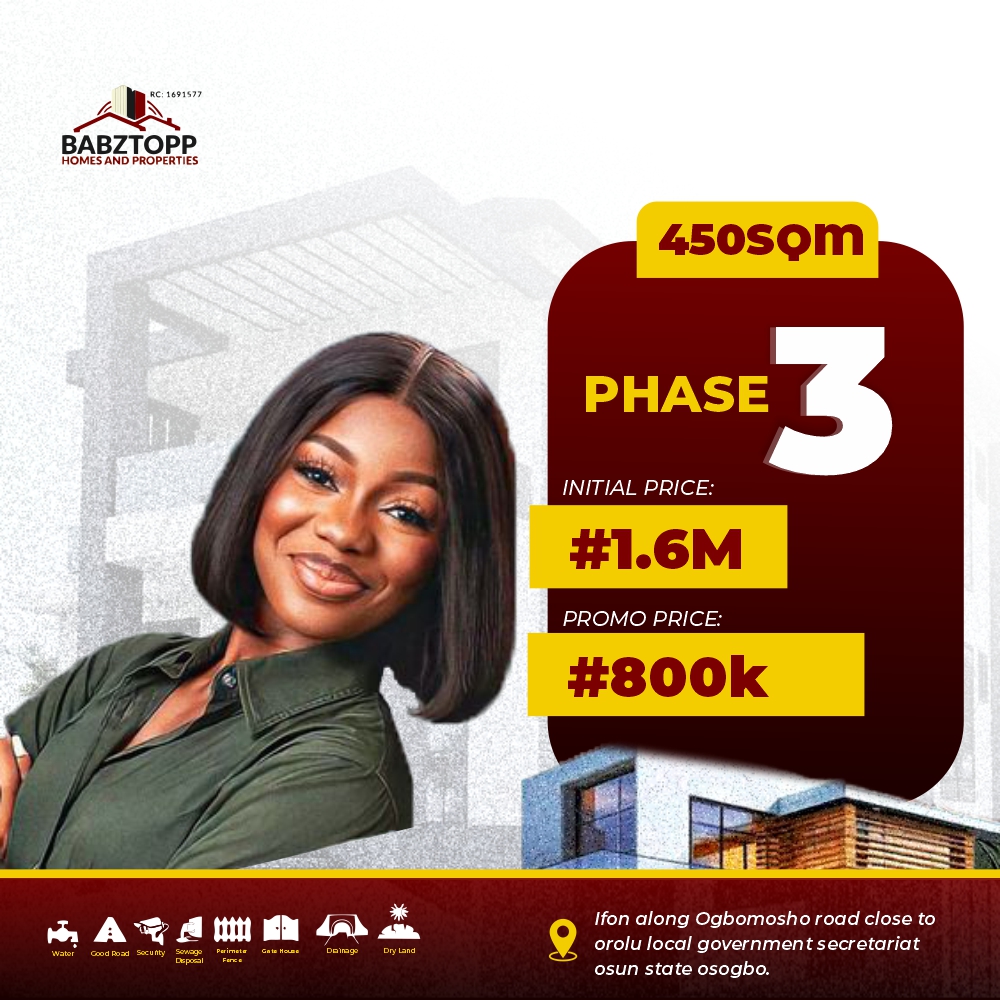 RC: 1691577
BABZTOPP
HOMES AND PROPERTIES
450SQm
PHASE 3
INITIAL PRICE:
#1.6M
PROMO PRICE:
#800k
Water
Good Road
Security
Sewage
Disposal
Perimeter
Fence
Gate House
Drainage
Dry Land
Ifon along Ogbomosho road close to
orolu local government secretariat
osun state osogbo.